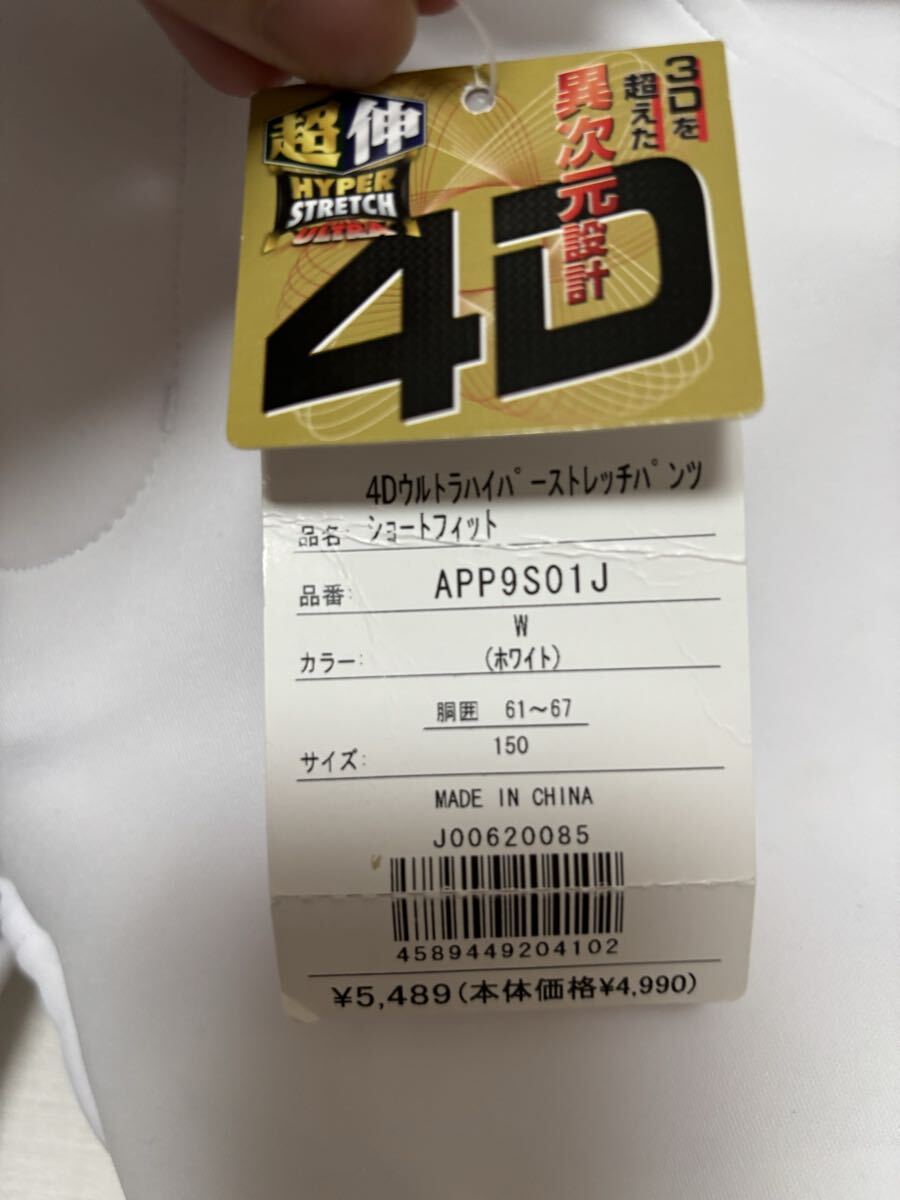 超伸
HYPER
STRETCH
ULTRA
3Dを
超えた
異次元設計
4D
4Dウルトラハイパーストレッチパンツ
品名: ショートフィット
品番: APP9S01J
W
カラー: (ホワイト)
胴囲 61~67
サイズ: 150
MADE IN CHINA
J00620085
4589449204102
¥5,489(本体価格¥4,990)